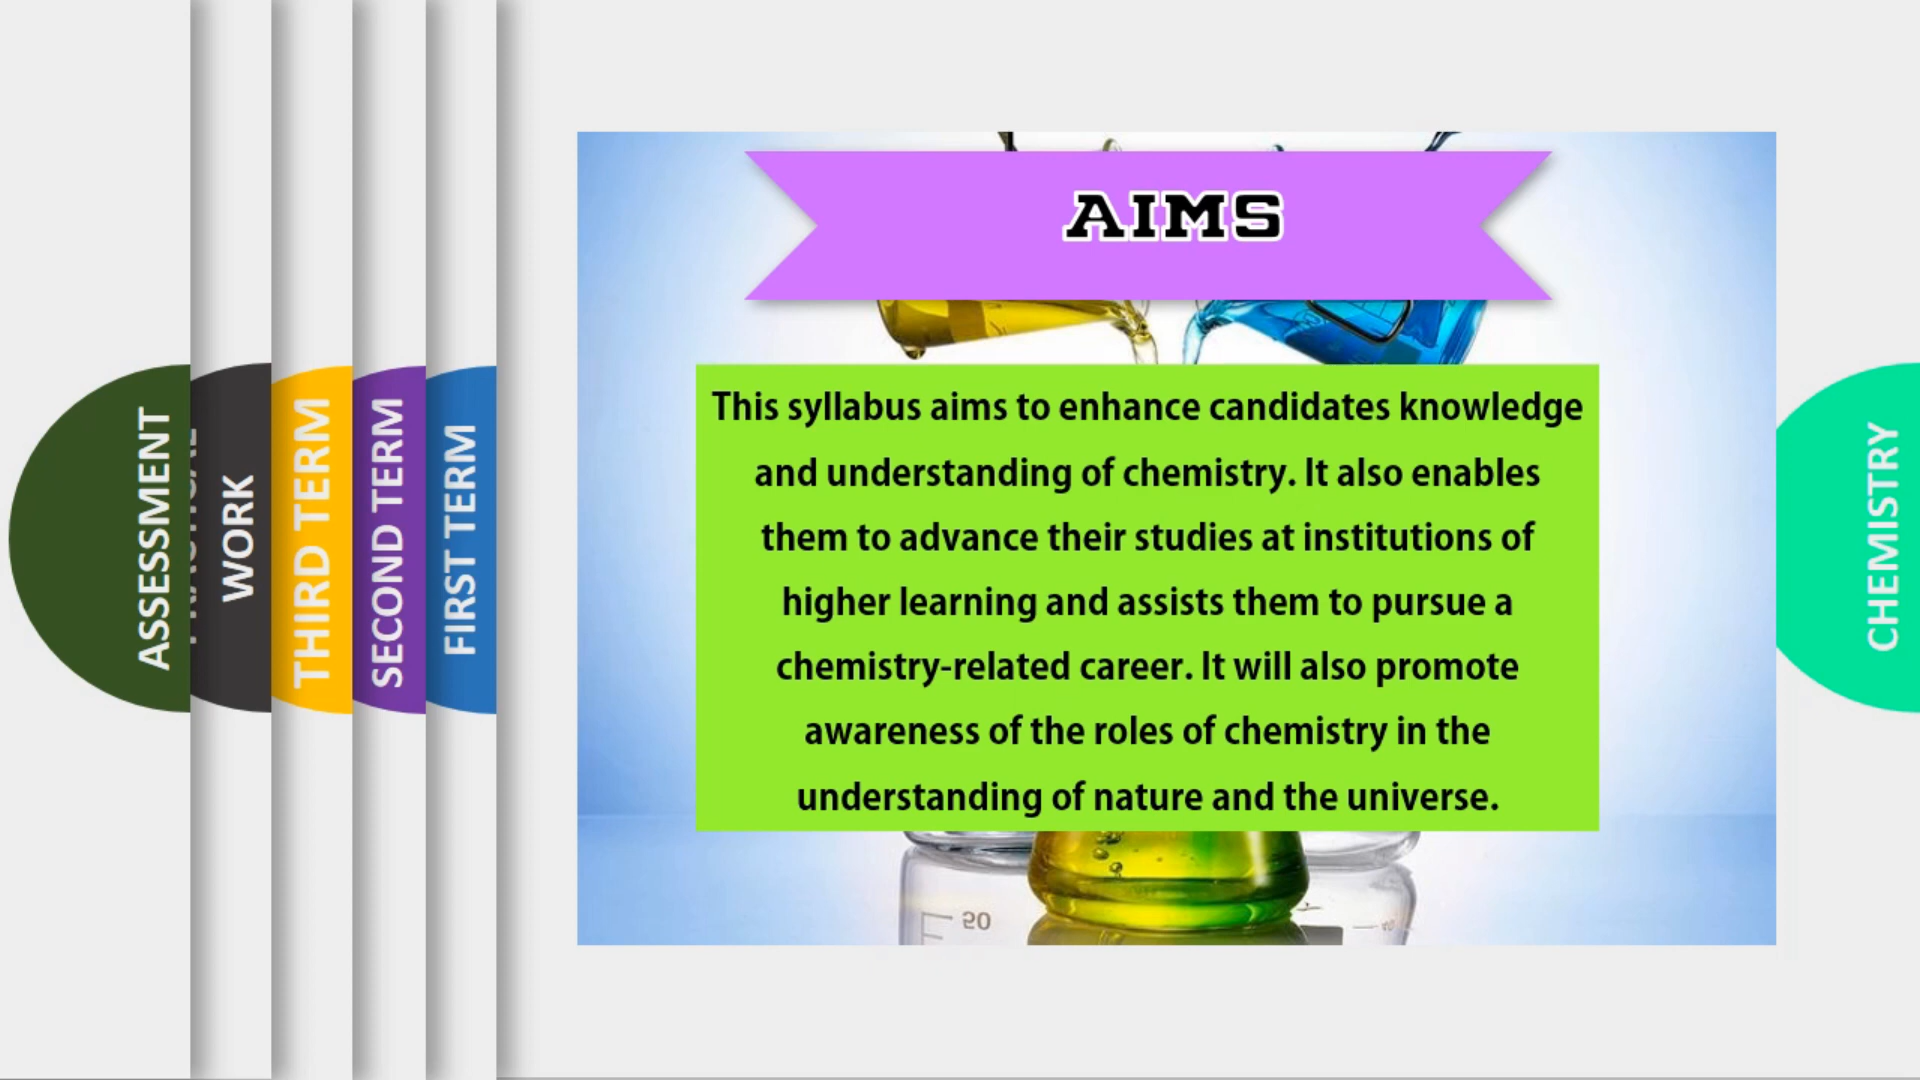 ASSESSMENT
WORK
THIRD TERM
SECOND TERM
FIRST TERM
AIMS
This syllabus aims to enhance candidates knowledge
and understanding of chemistry. It also enables
them to advance their studies at institutions of
higher learning and assists them to pursue a
chemistry-related career. It will also promote
awareness of the roles of chemistry in the
understanding of nature and the universe.
50
CHEMISTRY